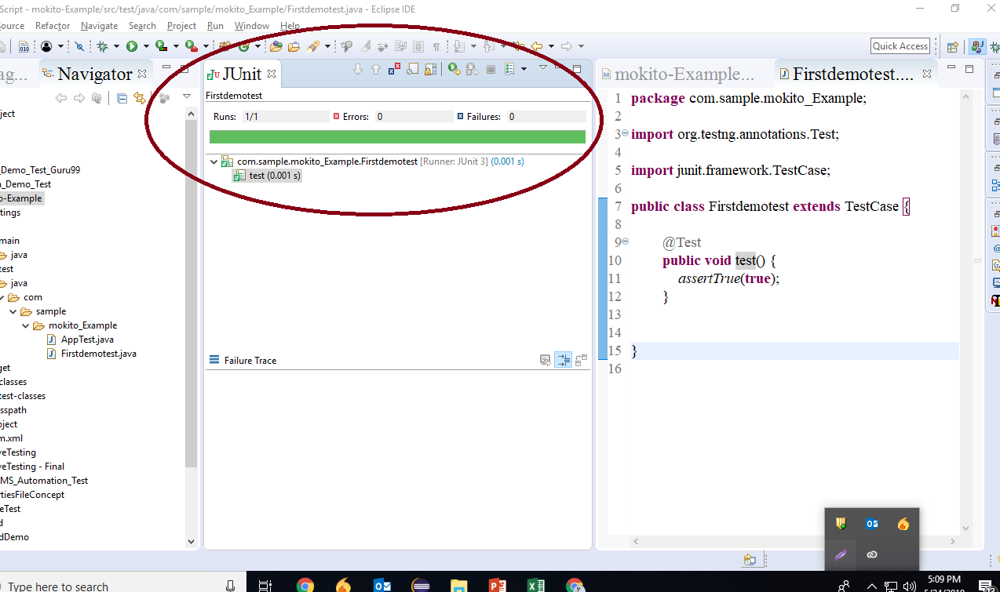 Script - mokito-Example/src/test/java/com/sample/mokito_Example/Firstdemotest.java - Eclipse IDE
ource Refactor Navigate Search Project Run Window Help
Quick Access
ag... Navigator
ject
_Demo_Test_Guru99
_Demo_Test
o-Example
tings
main
java
test
java
com
sample
mokito_Example
AppTest.java
Firstdemotest.java
get
classes
test-classes
sspath
oject
m.xml
veTesting
veTesting - Final
MS_Automation_Test
rtiesFileConcept
eTest
d
dDemo
JUnit
Firstdemotest
Runs: 1/1 Errors: 0 Failures: 0
com.sample.mokito_Example.Firstdemotest [Runner: JUnit 3] (0.001 s)
test (0.001 s)
Failure Trace
mokito-Example... Firstdemotest....
1 package com.sample.mokito_Example;
2
3 import org.testng.annotations.Test;
4
5 import junit.framework.TestCase;
6
7 public class Firstdemotest extends TestCase {
8
9 @Test
10 public void test() {
11 assertTrue(true);
12 }
13
14
15 }
16
Type here to search
5:09 PM